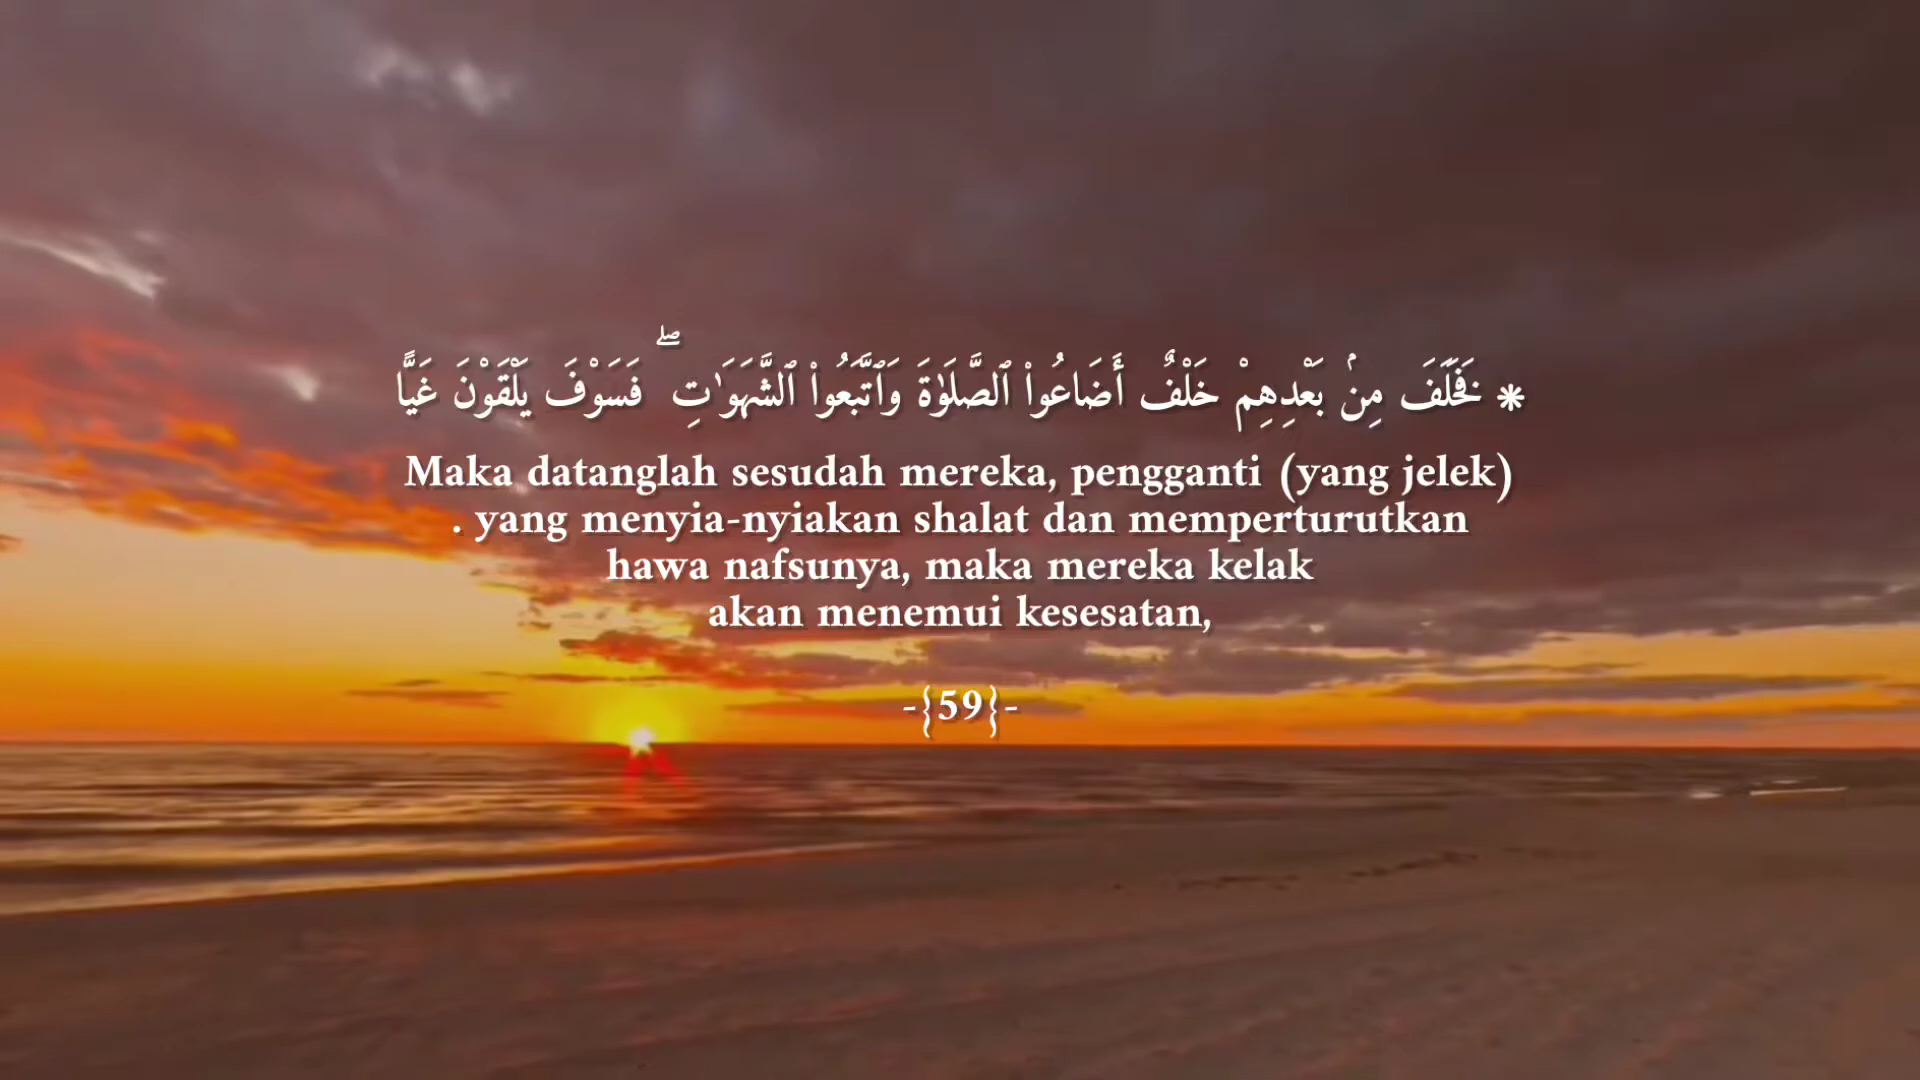 * فَخَلَفَ مِنۢ بَعْدِهِمْ خَلْفٌ أَضَاعُوا۟ ٱلصَّلَوٰةَ وَٱتَّبَعُوا۟ ٱلشَّهَوَٰتِ ۖ فَسَوْفَ يَلْقَوْنَ غَيًّا
Maka datanglah sesudah mereka, pengganti (yang jelek)
. yang menyia-nyiakan shalat dan memperturutkan
hawa nafsunya, maka mereka kelak
akan menemui kesesatan,
-{59}-